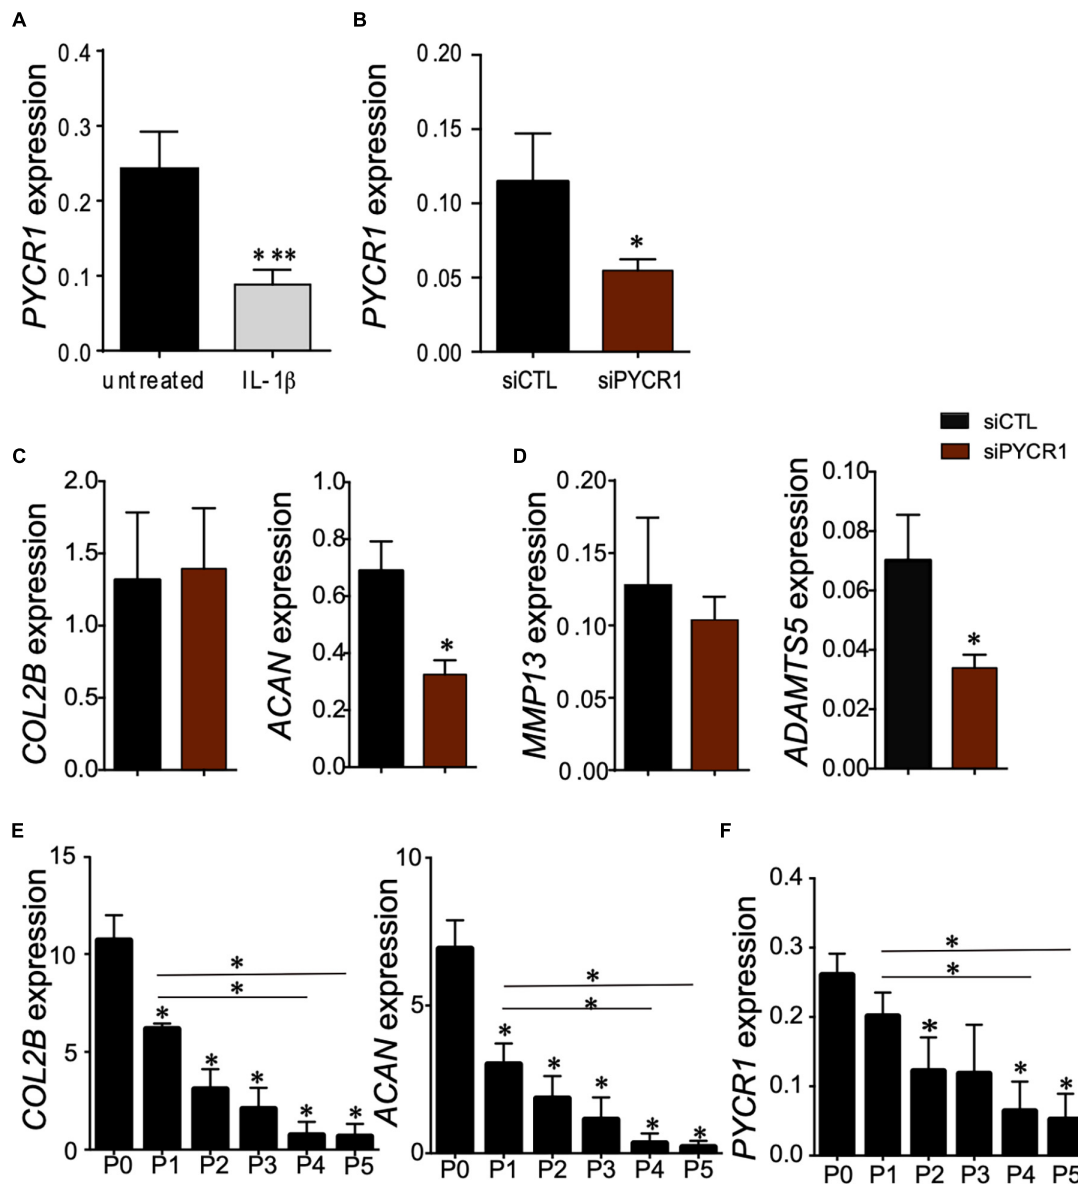 A
PYCR1 expression
0.4
0.3
0.2
0.1
0.0
* **
untreated
IL-1β
B
PYCR1 expression
0.20
0.15
0.10
0.05
0.00
*
siCTL
siPYCR1
siCTL
siPYCR1
C
COL2B expression
2.0
1.5
1.0
0.5
0.0
ACAN expression
1.0
0.8
0.6
0.4
0.2
0.0
*
D
MMP13 expression
0.20
0.15
0.10
0.05
0.00
ADAMTS5 expression
0.10
0.08
0.06
0.04
0.02
0.00
*
E
COL2B expression
15
10
5
0
*
*
* * * * *
P0 P1 P2 P3 P4 P5
ACAN expression
10
5
0
*
*
* * * * *
P0 P1 P2 P3 P4 P5
F
PYCR1 expression
0.4
0.3
0.2
0.1
0.0
*
*
* * *
P0 P1 P2 P3 P4 P5